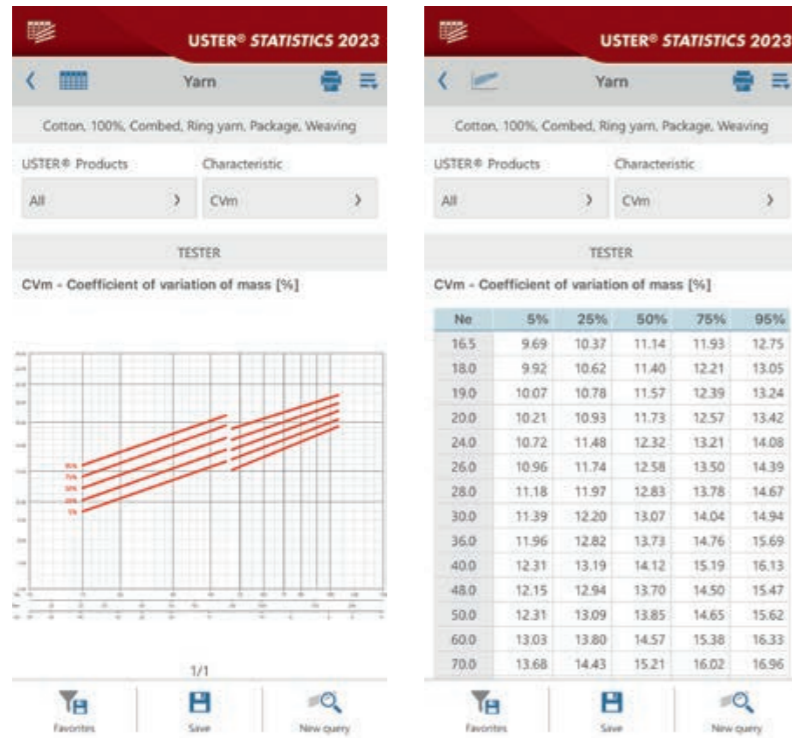 USTER® STATISTICS 2023
Yarn
Cotton, 100%, Combed, Ring yarn, Package, Weaving
USTER® Products Characteristic
All CVm
TESTER
CVm - Coefficient of variation of mass [%]
95%
75%
50%
25%
5%
1/1
Favorites Save New query
USTER® STATISTICS 2023
Yarn
Cotton, 100%, Combed, Ring yarn, Package, Weaving
USTER® Products Characteristic
All CVm
TESTER
CVm - Coefficient of variation of mass [%]
Ne 5% 25% 50% 75% 95%
16.5 9.69 10.37 11.14 11.93 12.75
18.0 9.92 10.62 11.40 12.21 13.05
19.0 10.07 10.78 11.57 12.39 13.24
20.0 10.21 10.93 11.73 12.57 13.42
24.0 10.72 11.48 12.32 13.21 14.08
26.0 10.96 11.74 12.58 13.50 14.39
28.0 11.18 11.97 12.83 13.78 14.67
30.0 11.39 12.20 13.07 14.04 14.94
36.0 11.96 12.82 13.73 14.76 15.69
40.0 12.31 13.19 14.12 15.19 16.13
48.0 12.15 12.94 13.70 14.50 15.47
50.0 12.31 13.09 13.85 14.65 15.62
60.0 13.03 13.80 14.57 15.38 16.33
70.0 13.68 14.43 15.21 16.02 16.96
Favorites Save New query